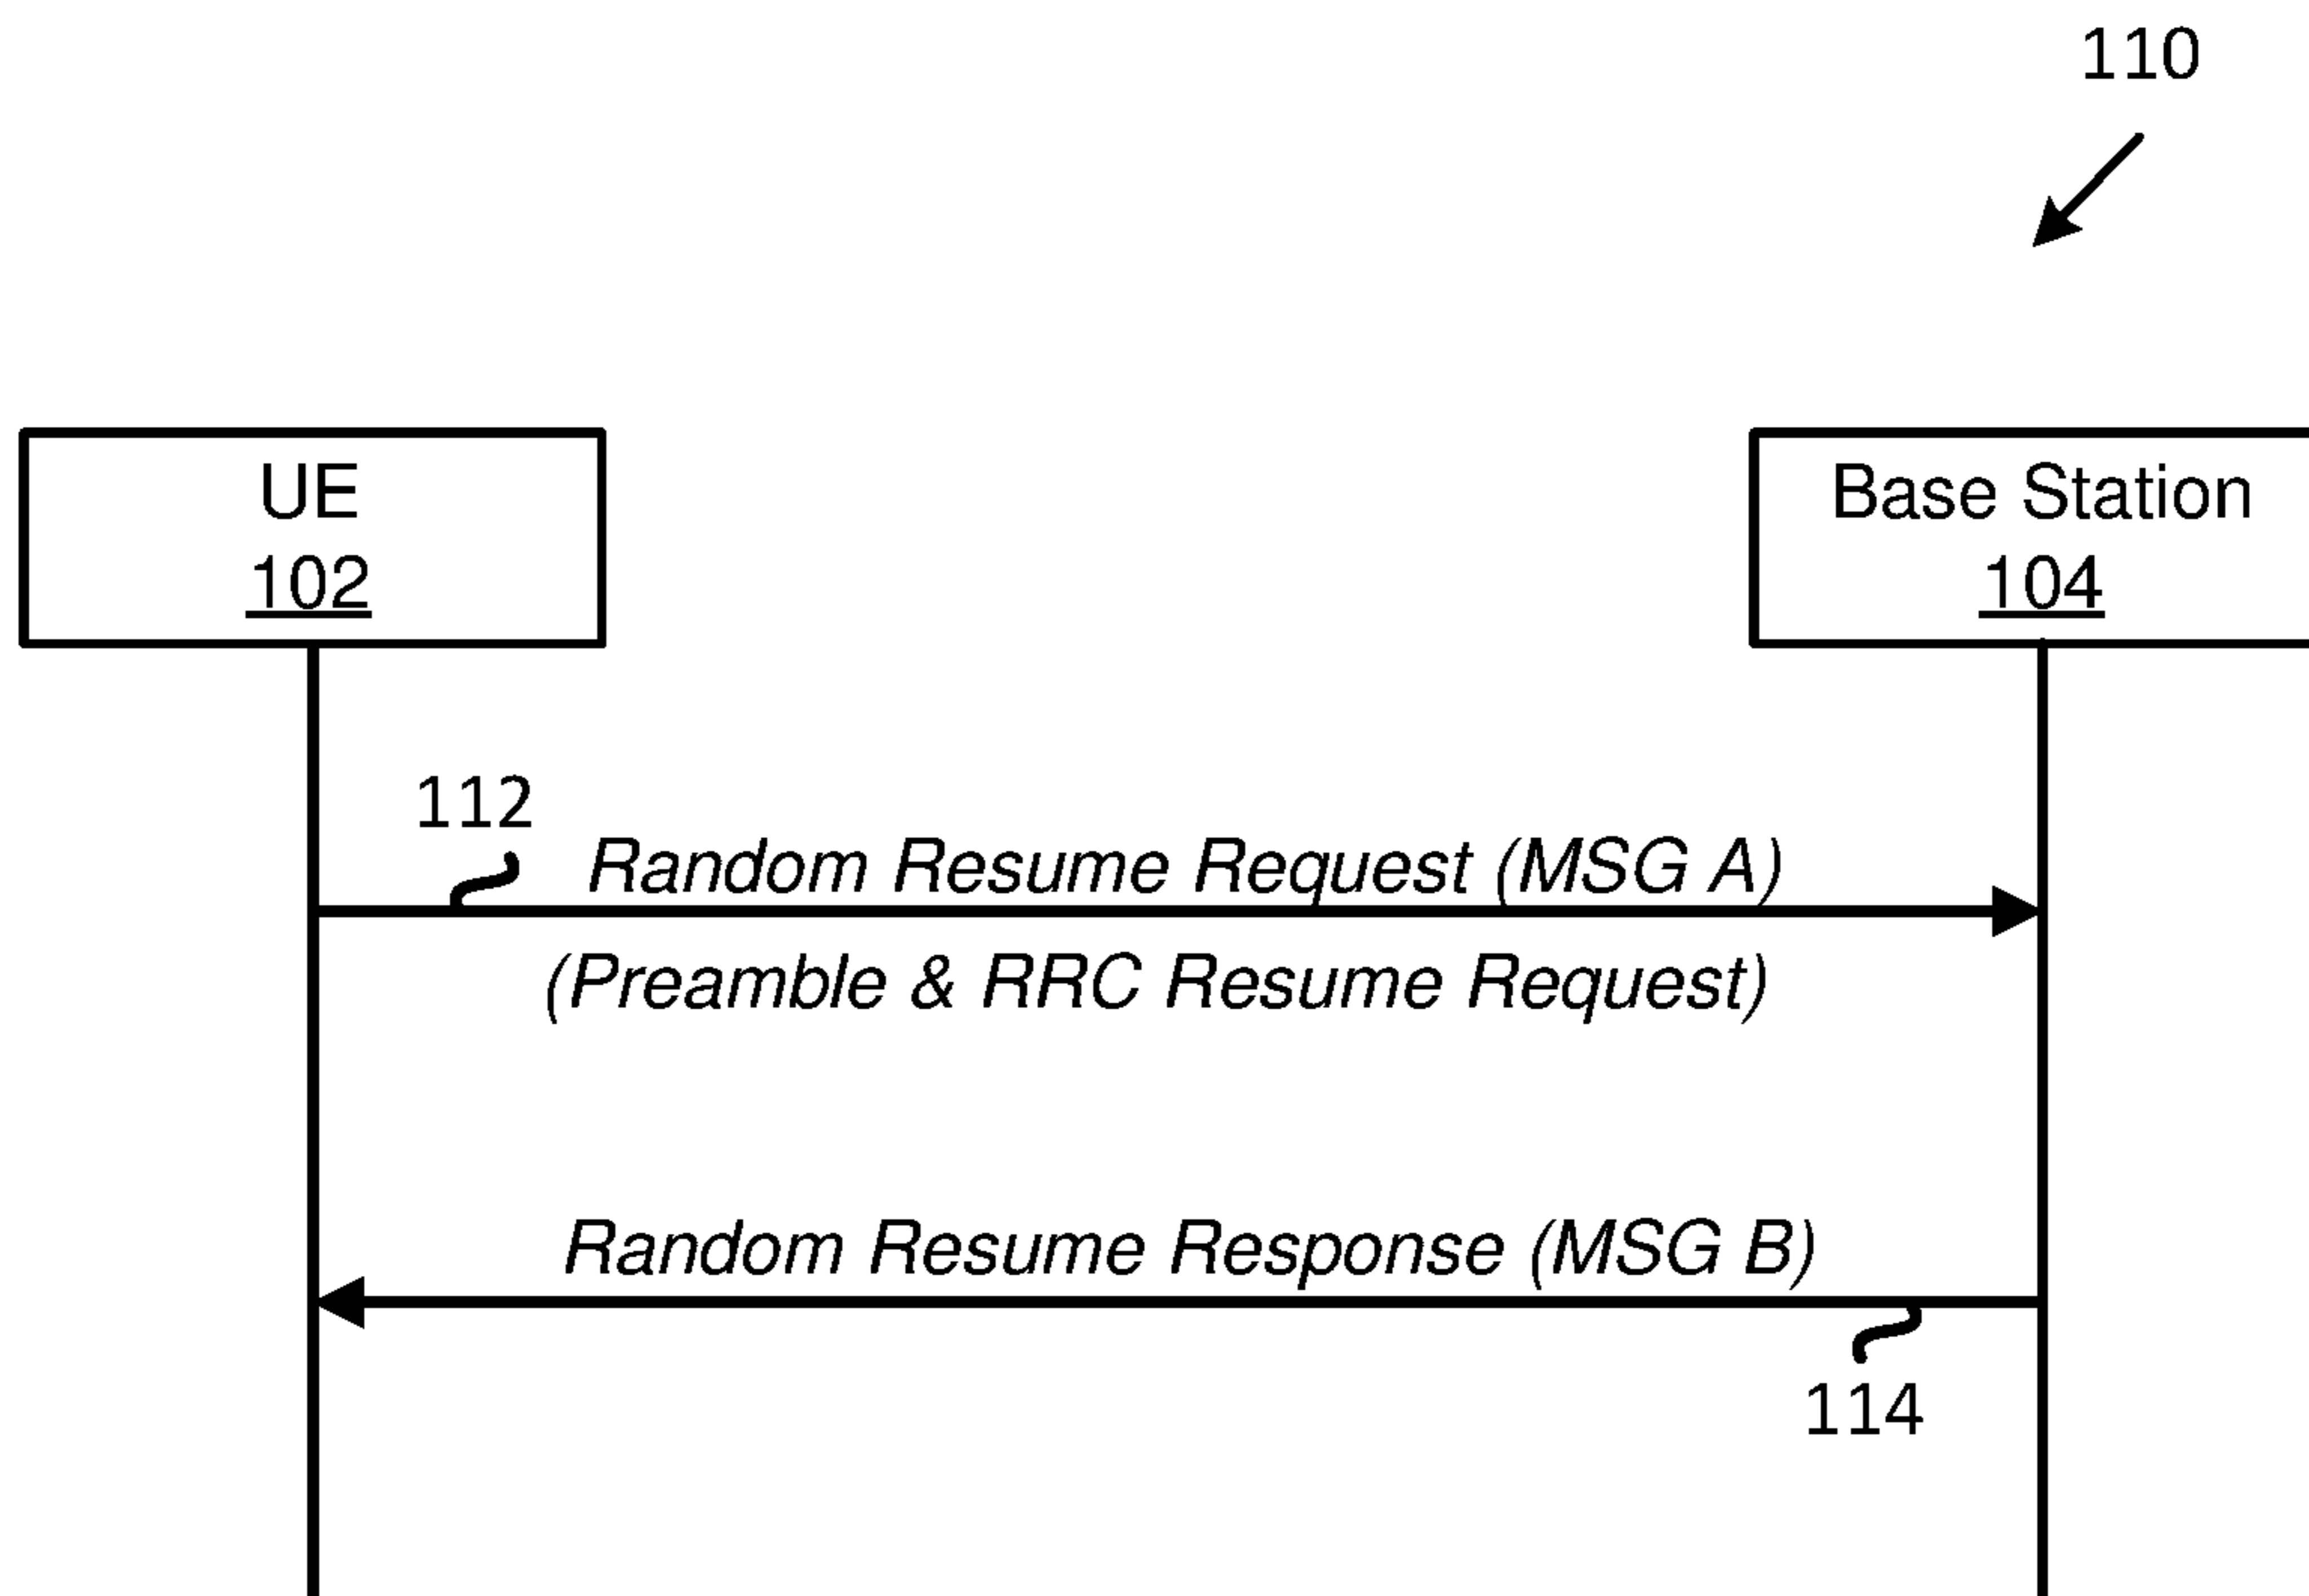 110
UE
102
Base Station
104
112
Random Resume Request (MSG A)
(Preamble & RRC Resume Request)
Random Resume Response (MSG B)
114